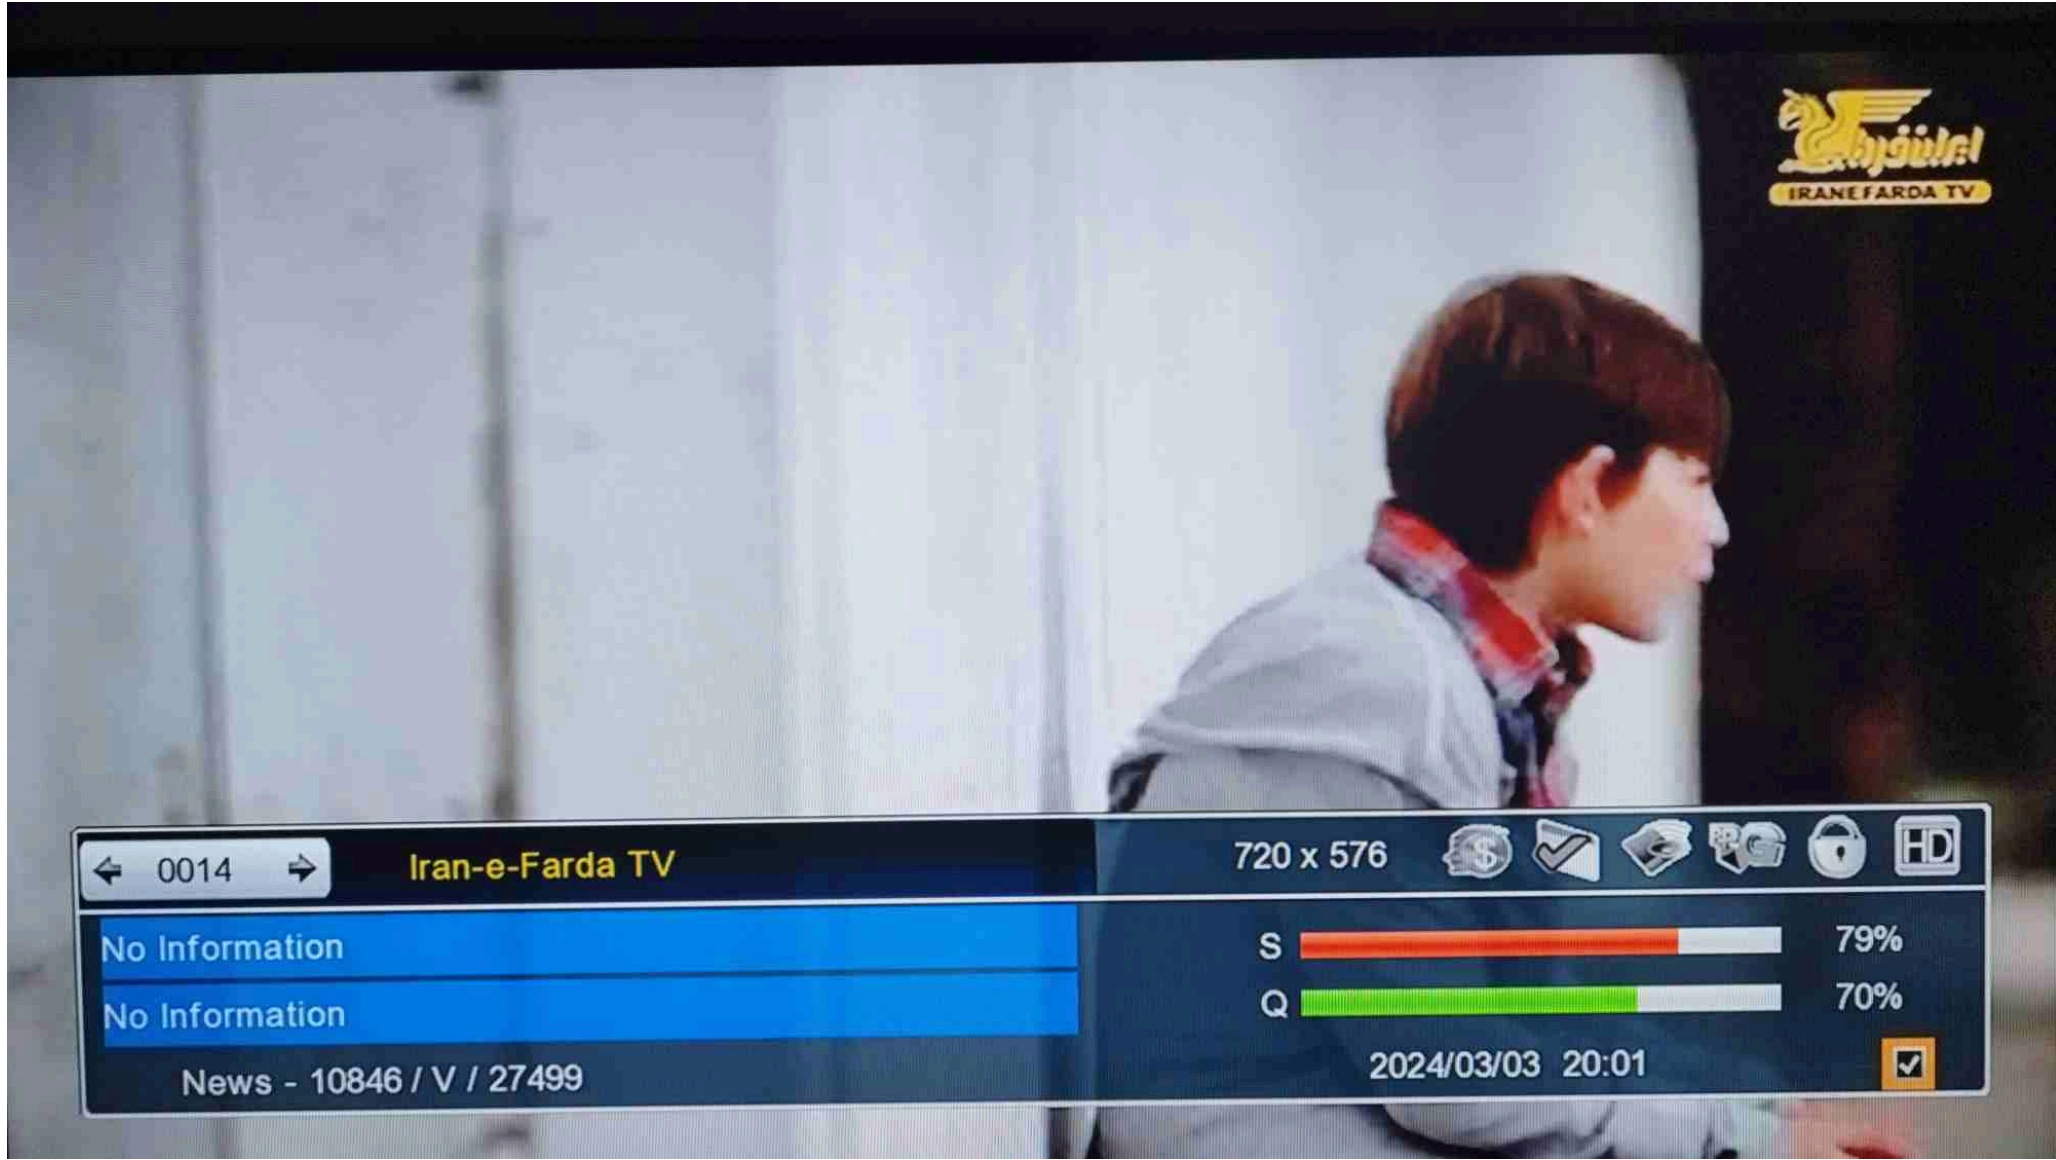 ایران فردا
IRANE FARDA TV
0014
Iran-e-Farda TV
720 x 576
HD
No Information
S 79%
No Information
Q 70%
News - 10846 / V / 27499
2024/03/03 20:01